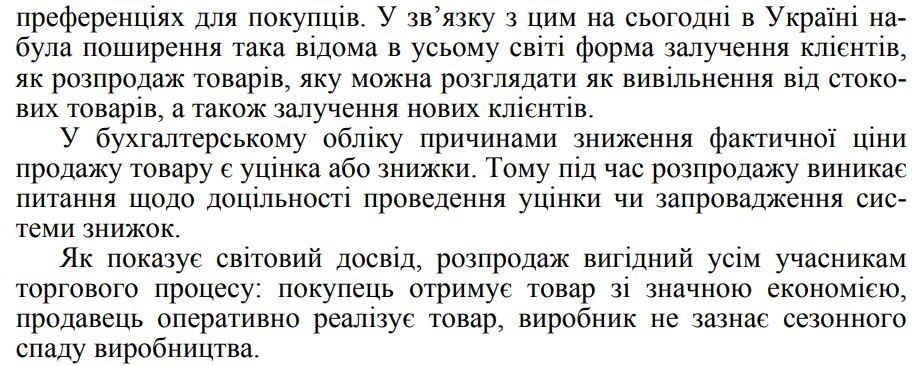 преференціях для покупців. У зв’язку з цим на сьогодні в Україні на-
була поширення така відома в усьому світі форма залучення клієнтів,
як розпродаж товарів, яку можна розглядати як вивільнення від стоко-
вих товарів, а також залучення нових клієнтів.
У бухгалтерському обліку причинами зниження фактичної ціни
продажу товару є уцінка або знижки. Тому під час розпродажу виникає
питання щодо доцільності проведення уцінки чи запровадження сис-
теми знижок.
Як показує світовий досвід, розпродаж вигідний усім учасникам
торгового процесу: покупець отримує товар зі значною економією,
продавець оперативно реалізує товар, виробник не зазнає сезонного
спаду виробництва.